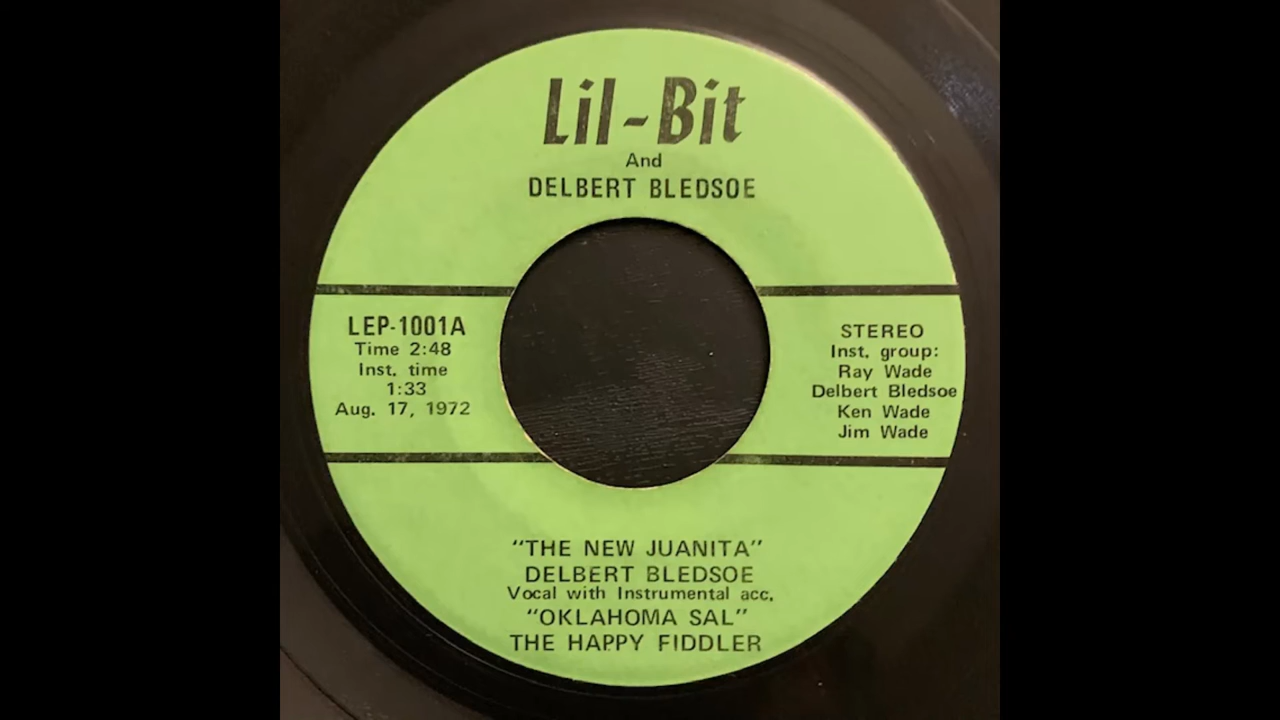 Lil-Bit
And
DELBERT BLEDSOE
LEP-1001A
Time 2:48
Inst. time
1:33
Aug. 17, 1972
STEREO
Inst. group:
Ray Wade
Delbert Bledsoe
Ken Wade
Jim Wade
"THE NEW JUANITA"
DELBERT BLEDSOE
Vocal with Instrumental acc.
"OKLAHOMA SAL"
THE HAPPY FIDDLER